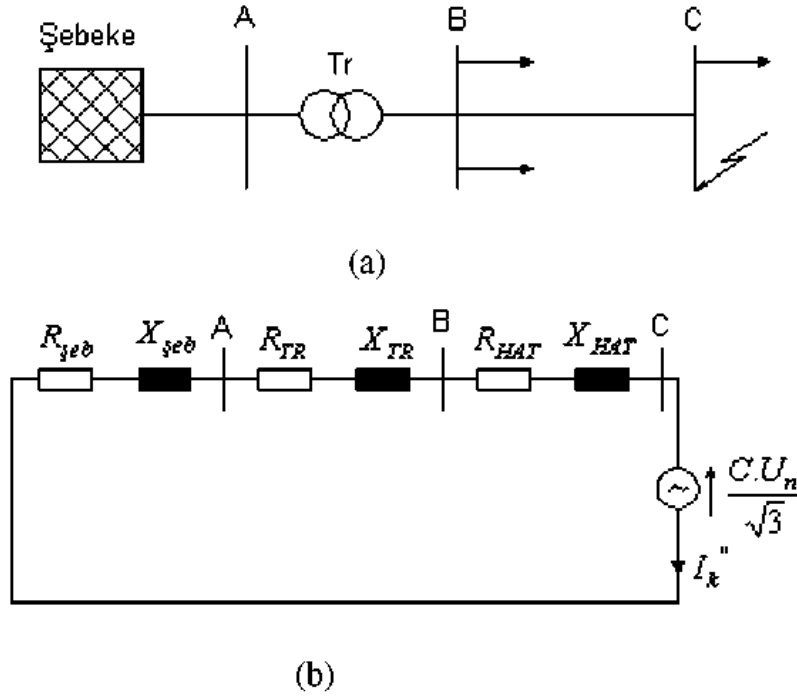 Şebeke
A
Tr
B
C
(a)
R_şeb
X_şeb
A
R_TR
X_TR
B
R_HAT
X_HAT
C
~
C.U_n
√3
I_k"
(b)